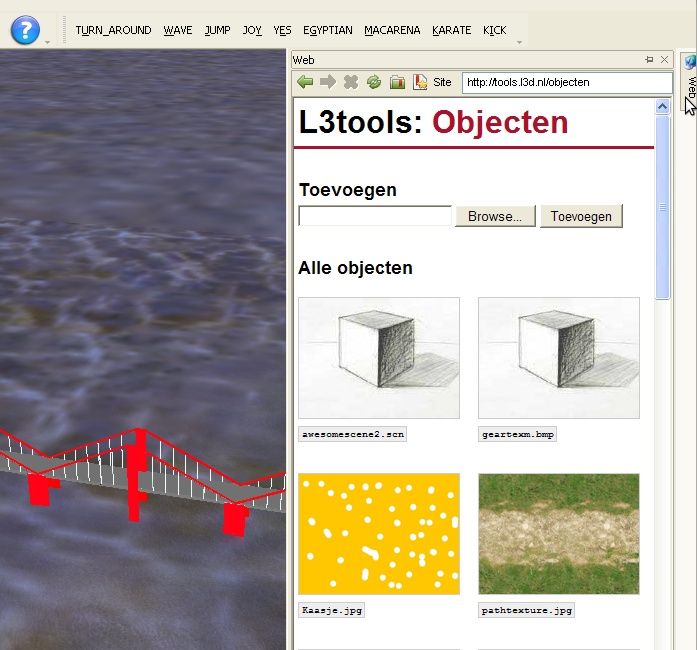 ?
TURN_AROUND WAVE JUMP JOY YES EGYPTIAN MACARENA KARATE KICK
Web
Site http://tools.l3d.nl/objecten
Web
L3tools: Objecten
Toevoegen
Browse... Toevoegen
Alle objecten
awesomescene2.scn geartexm.bmp
Kaasje.jpg pathtexture.jpg